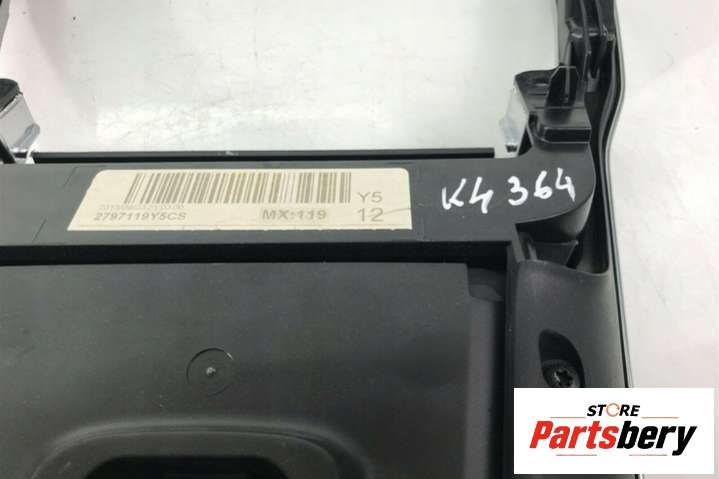 Y5
2797119Y5CS MX:119 12
K4 364
STORE
Partsbery